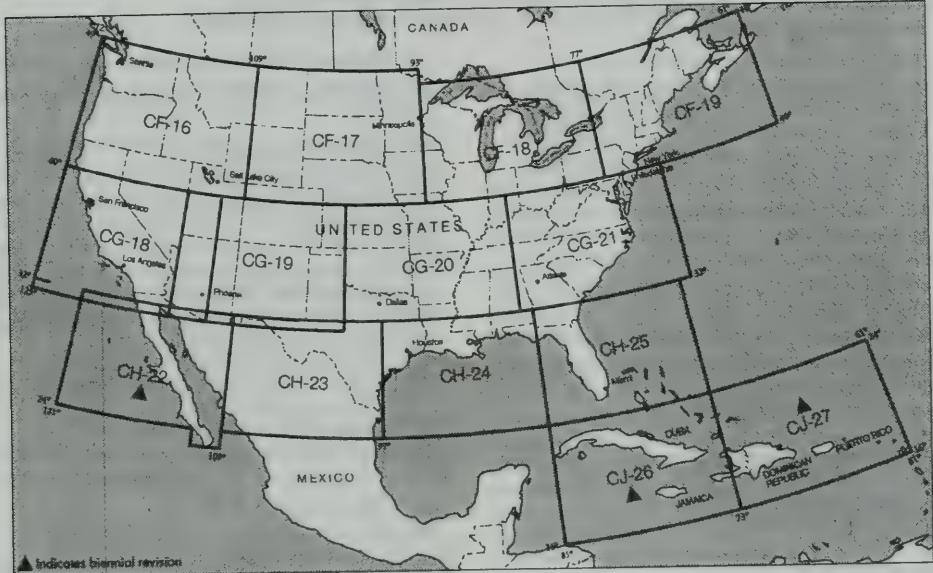 CANADA
109°
93°
77°
Seattle
CF-16
CF-17
Minneapolis
CF-18
CF-19
Salt Lake City
New York
Philadelphia
40°
San Francisco
UNITED STATES
CG-18
CG-19
CG-20
CG-21
Los Angeles
Phoenix
Dallas
Atlanta
32°
Houston
CH-22
CH-23
CH-24
CH-25
Miami
24°
109°
97°
MEXICO
CUBA
CJ-27
PUERTO RICO
DOMINICAN
REPUBLIC
CJ-26
JAMAICA
73°
85°
▲ Indicates biennial revision